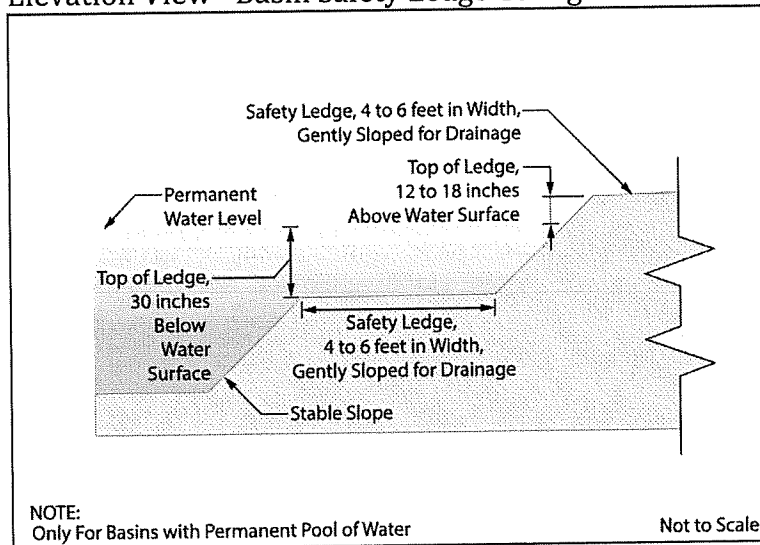 Safety Ledge, 4 to 6 feet in Width,
Gently Sloped for Drainage
Top of Ledge,
12 to 18 inches
Above Water Surface
Permanent
Water Level
Top of Ledge,
30 inches
Below
Water
Surface
Safety Ledge,
4 to 6 feet in Width,
Gently Sloped for Drainage
Stable Slope
NOTE:
Only For Basins with Permanent Pool of Water
Not to Scale